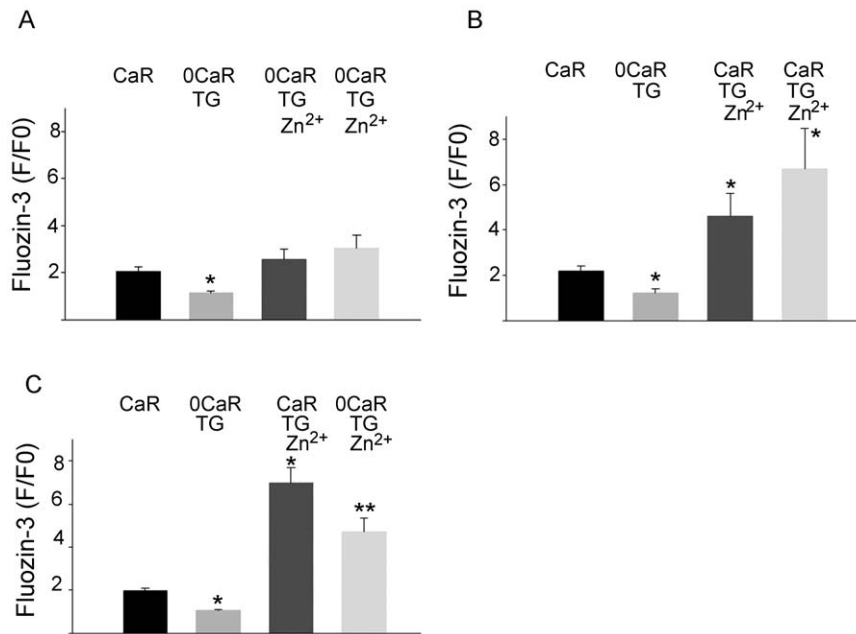 A
CaR 0CaR 0CaR 0CaR
TG TG TG
Zn2+ Zn2+
Fluozin-3 (F/F0)
8
6
4
2
*
B
CaR 0CaR CaR CaR
TG TG TG
Zn2+ Zn2+
Fluozin-3 (F/F0)
8
6
4
2
* * *
C
CaR 0CaR CaR 0CaR
TG TG TG
Zn2+ Zn2+
Fluozin-3 (F/F0)
8
6
4
2
* * **